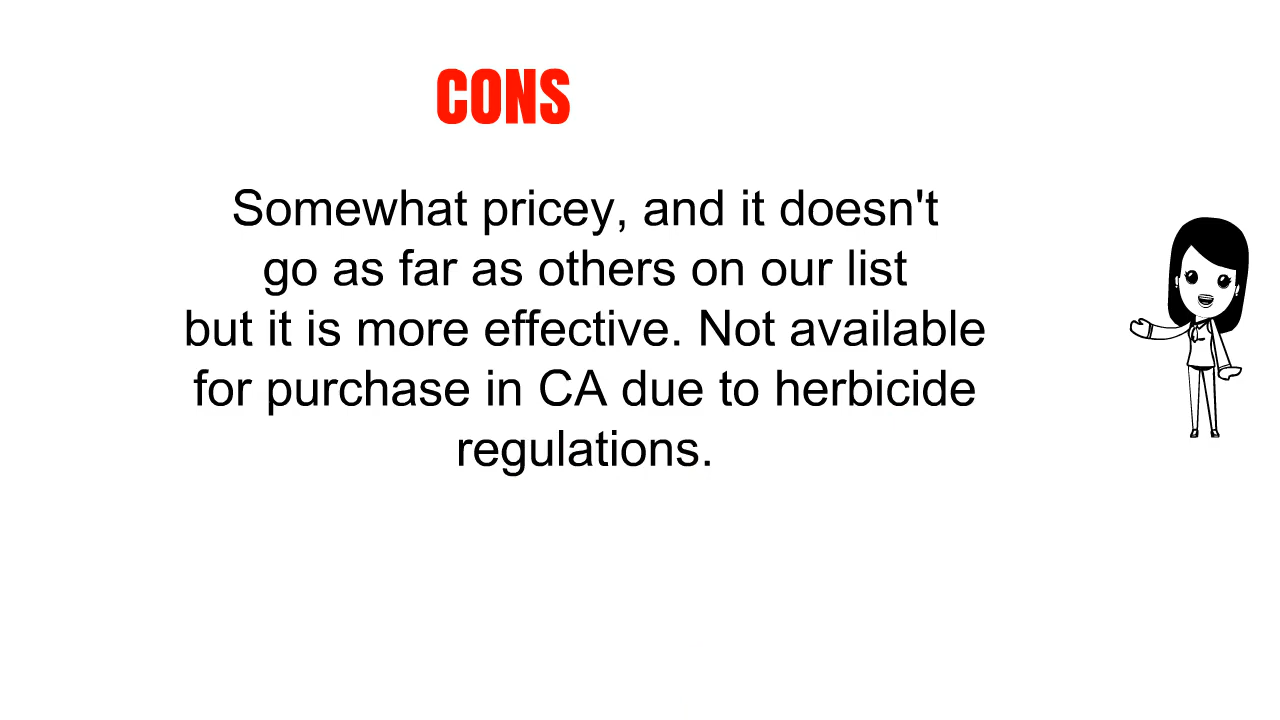 CONS
Somewhat pricey, and it doesn't
go as far as others on our list
but it is more effective. Not available
for purchase in CA due to herbicide
regulations.